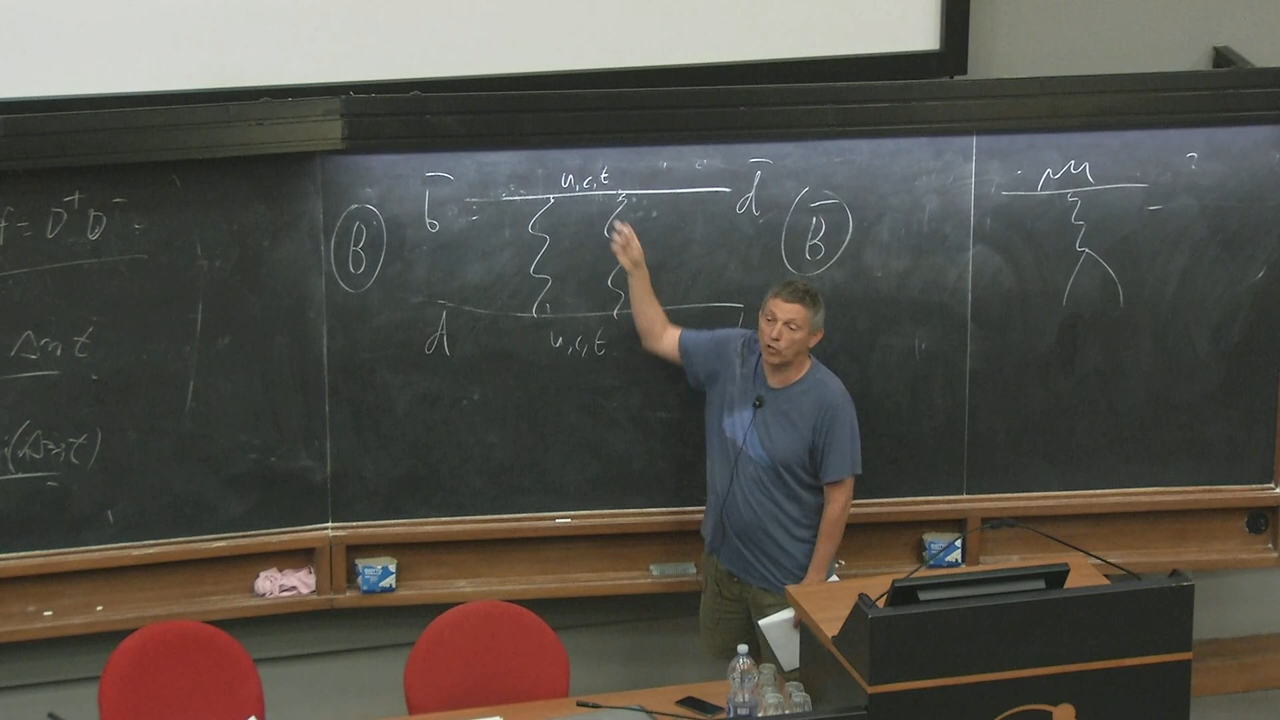 f = D⁺ D⁻
Δm t
(Δm t)
B
b̄
u, c, t
d̄
B̄
d
u, c, t
?